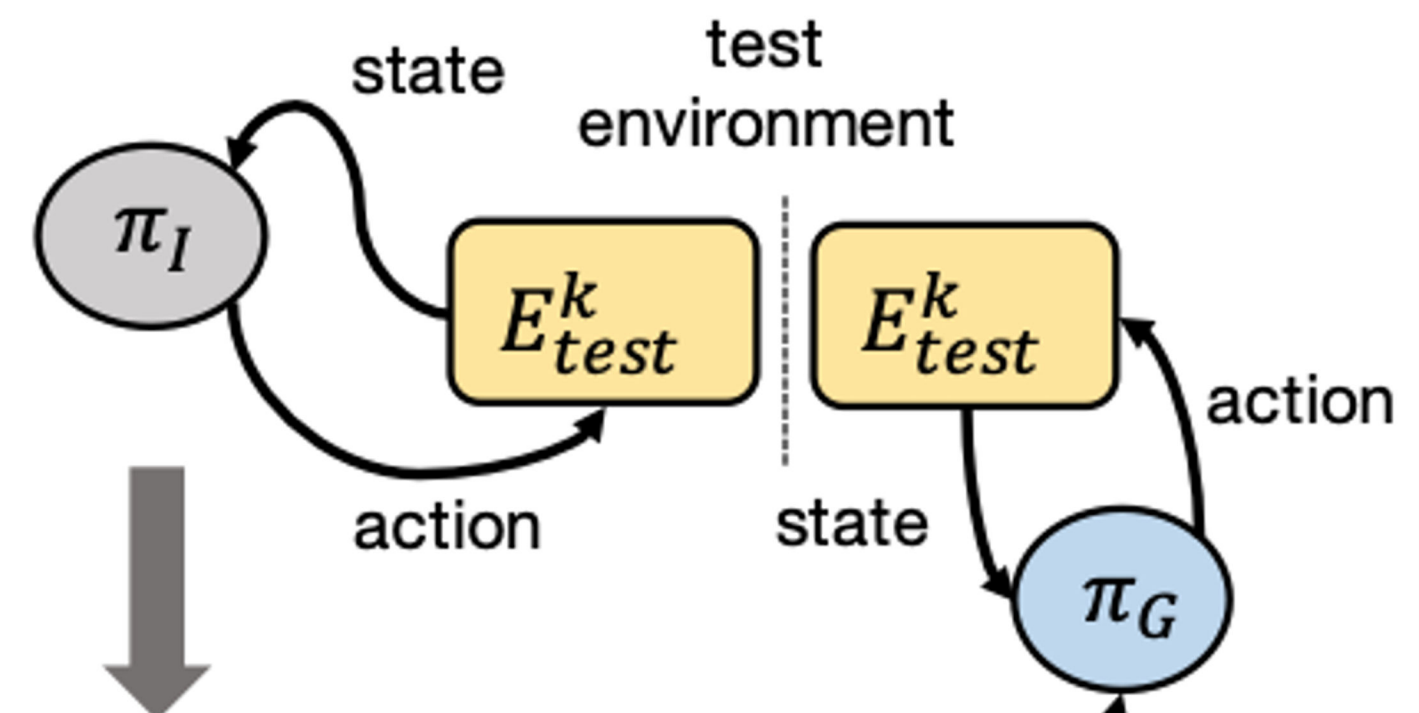 state
test
environment
π_I
E^k_test
E^k_test
action
action
state
π_G